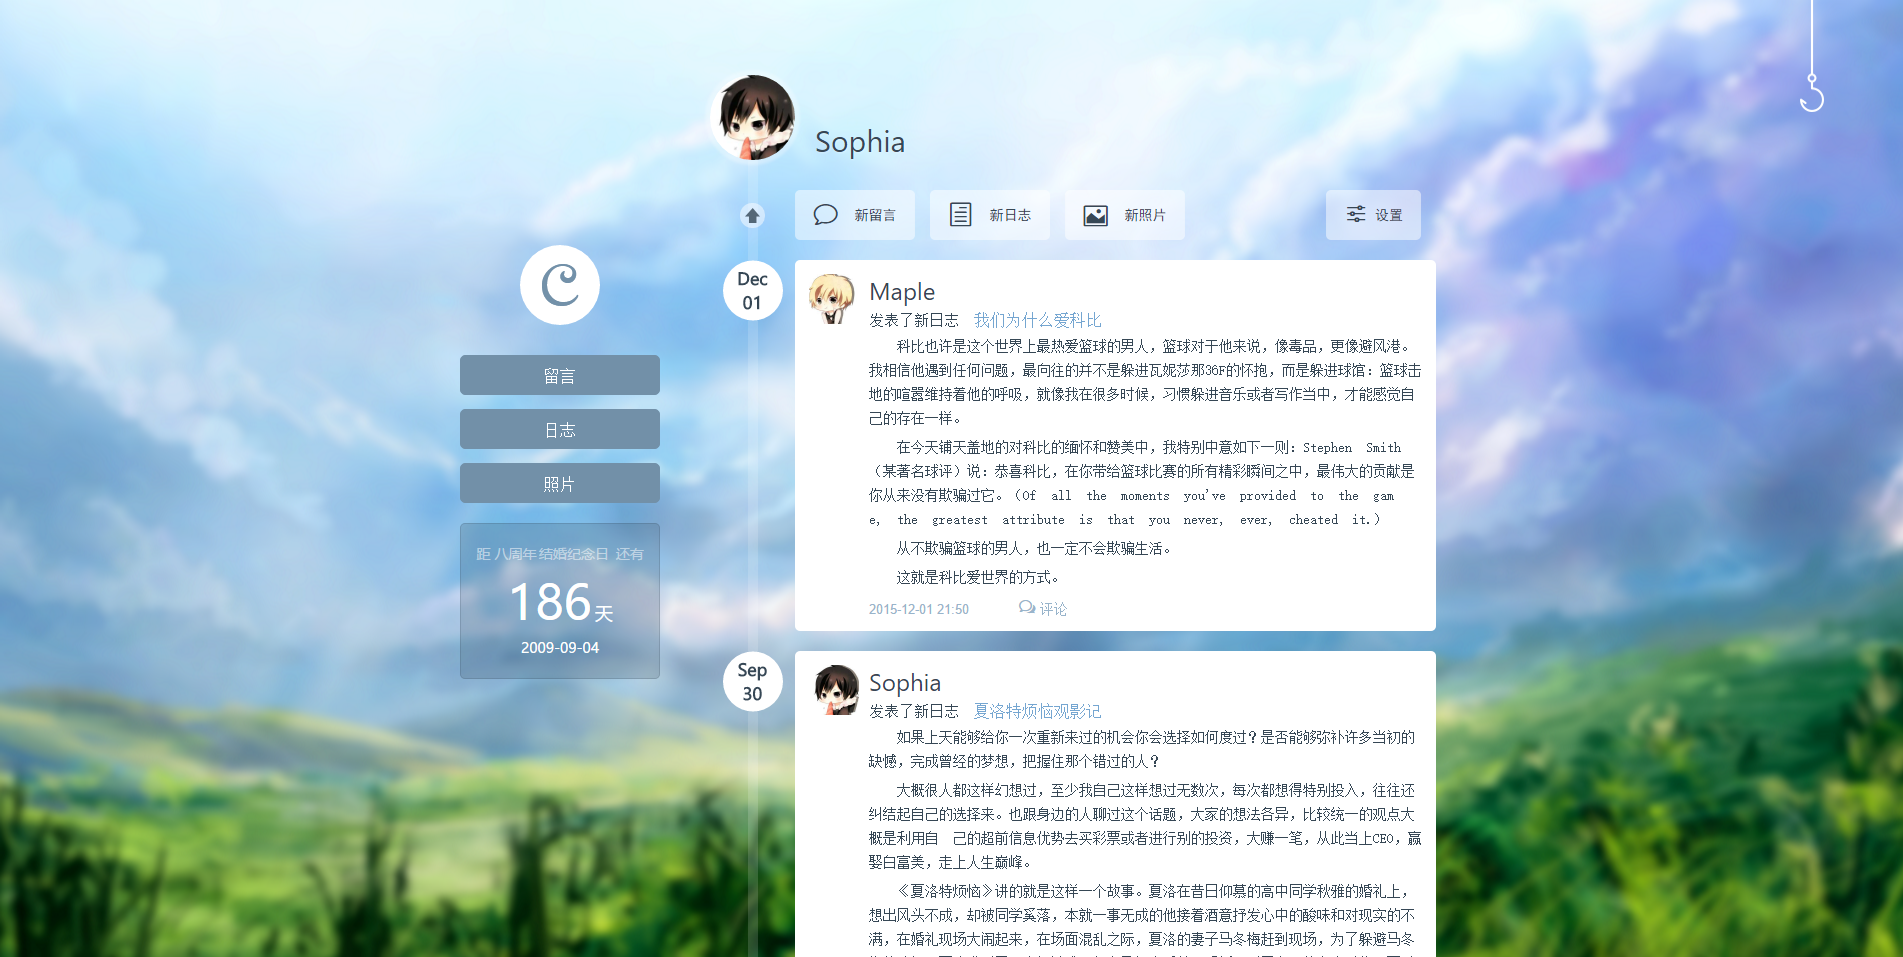 Sophia
新留言
新日志
新照片
设置
C
留言
日志
照片
距 八周年 结婚纪念日 还有
186天
2009-09-04
Dec
01
Maple
发表了新日志 我们为什么爱科比
科比也许是这个世界上最热爱篮球的男人，篮球对于他来说，像毒品，更像避风港。
我相信他遇到任何问题，最向往的并不是躲进瓦妮莎那36F的怀抱，而是躲进球馆：篮球击
地的喧嚣维持着他的呼吸，就像我在很多时候，习惯躲进音乐或者写作当中，才能感觉自
己的存在一样。
在今天铺天盖地的对科比的缅怀和赞美中，我特别中意如下一则：Stephen Smith
（某著名球评）说：恭喜科比，在你带给篮球比赛的所有精彩瞬间之中，最伟大的贡献是
你从来没有欺骗过它。（Of all the moments you've provided to the gam
e, the greatest attribute is that you never, ever, cheated it.）
从不欺骗篮球的男人，也一定不会欺骗生活。
这就是科比爱世界的方式。
2015-12-01 21:50 评论
Sep
30
Sophia
发表了新日志 夏洛特烦恼观影记
如果上天能够给你一次重新来过的机会你会选择如何度过？是否能够弥补许多当初的
缺憾，完成曾经的梦想，把握住那个错过的人？
大概很人都这样幻想过，至少我自己这样想过无数次，每次都想得特别投入，往往还
纠结起自己的选择来。也跟身边的人聊过这个话题，大家的想法各异，比较统一的观点大
概是利用自 己的超前信息优势去买彩票或者进行别的投资，大赚一笔，从此当上CEO，赢
娶白富美，走上人生巅峰。
《夏洛特烦恼》讲的就是这样一个故事。夏洛在昔日仰慕的高中同学秋雅的婚礼上，
想出风头不成，却被同学奚落，本就一事无成的他接着酒意抒发心中的酸味和对现实的不
满，在婚礼现场大闹起来，在场面混乱之际，夏洛的妻子马冬梅赶到现场，为了躲避马冬